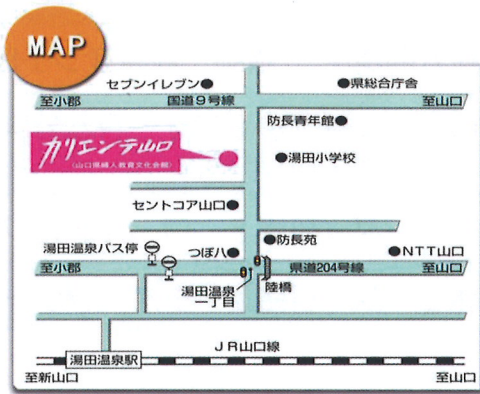 MAP
セブンイレブン
県総合庁舎
至小郡
国道9号線
至山口
防長青年館
カリエンテ山口
(山口県婦人教育文化会館)
湯田小学校
セントコア山口
湯田温泉バス停
つぼ八
防長苑
NTT山口
至小郡
県道204号線
至山口
湯田温泉
一丁目
陸橋
JR山口線
湯田温泉駅
至新山口
至山口